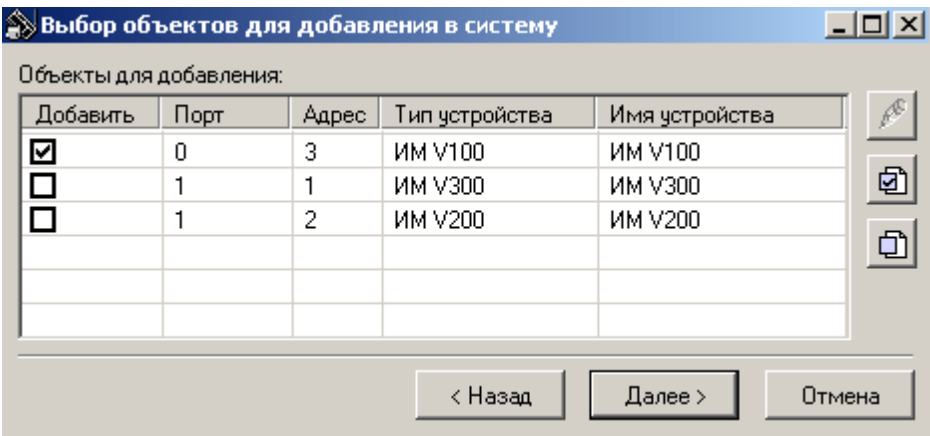 Выбор объектов для добавления в систему
Объекты для добавления:
Добавить Порт Адрес Тип устройства Имя устройства
0 3 ИМ V100 ИМ V100
1 1 ИМ V300 ИМ V300
1 2 ИМ V200 ИМ V200
< Назад Далее > Отмена